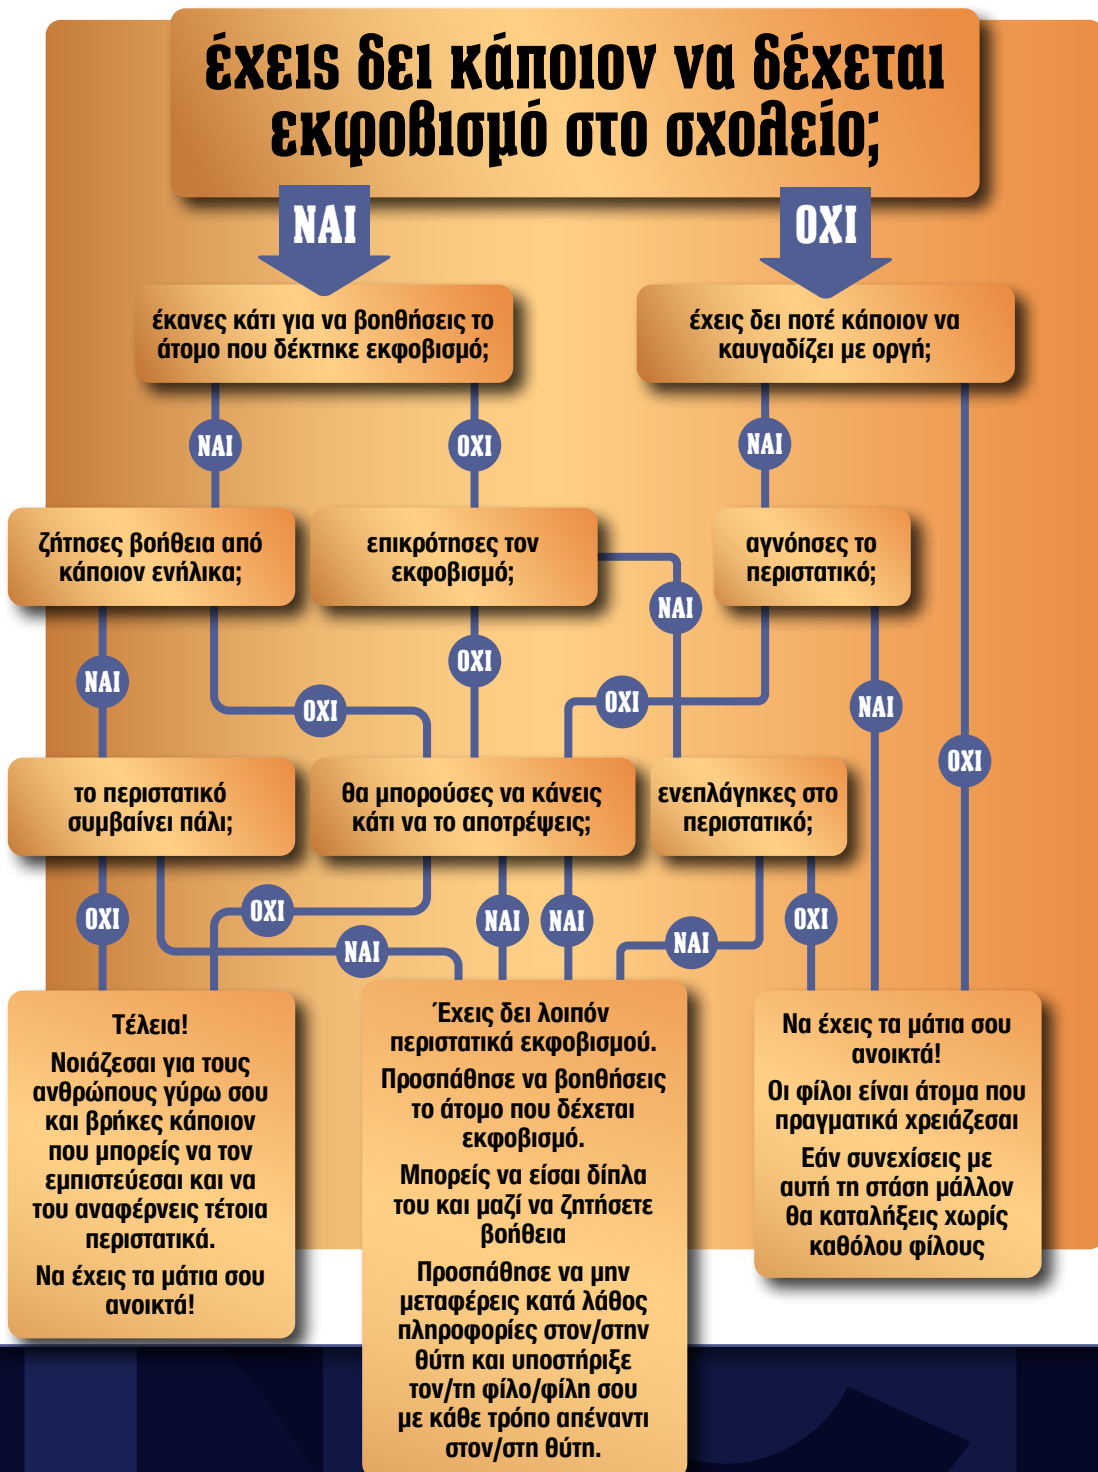 έχεις δει κάποιον να δέχεται
εκφοβισμό στο σχολείο;
ΝΑΙ
ΟΧΙ
έκανες κάτι για να βοηθήσεις το
άτομο που δέκτηκε εκφοβισμό;
έχεις δει ποτέ κάποιον να
καυγαδίζει με οργή;
ΝΑΙ
ΟΧΙ
ΝΑΙ
ζήτησες βοήθεια από
κάποιον ενήλικα;
επικρότησες τον
εκφοβισμό;
αγνόησες το
περιστατικό;
ΝΑΙ
ΟΧΙ
ΝΑΙ
ΟΧΙ
ΟΧΙ
ΝΑΙ
ΟΧΙ
το περιστατικό
συμβαίνει πάλι;
θα μπορούσες να κάνεις
κάτι να το αποτρέψεις;
ενεπλάγηκες στο
περιστατικό;
ΟΧΙ
ΟΧΙ
ΝΑΙ
ΝΑΙ
ΝΑΙ
ΝΑΙ
ΟΧΙ
Τέλεια!
Νοιάζεσαι για τους
ανθρώπους γύρω σου
και βρήκες κάποιον
που μπορείς να τον
εμπιστεύεσαι και να
του αναφέρνεις τέτοια
περιστατικά.
Να έχεις τα μάτια σου
ανοικτά!
Έχεις δει λοιπόν
περιστατικά εκφοβισμού.
Προσπάθησε να βοηθήσεις
το άτομο που δέχεται
εκφοβισμό.
Μπορείς να είσαι δίπλα
του και μαζί να ζητήσετε
βοήθεια
Προσπάθησε να μην
μεταφέρεις κατά λάθος
πληροφορίες στον/στην
θύτη και υποστήριξε
τον/τη φίλο/φίλη σου
με κάθε τρόπο απέναντι
στον/στη θύτη.
Να έχεις τα μάτια σου
ανοικτά!
Οι φίλοι είναι άτομα που
πραγματικά χρειάζεσαι
Εάν συνεχίσεις με
αυτή τη στάση μάλλον
θα καταλήξεις χωρίς
καθόλου φίλους